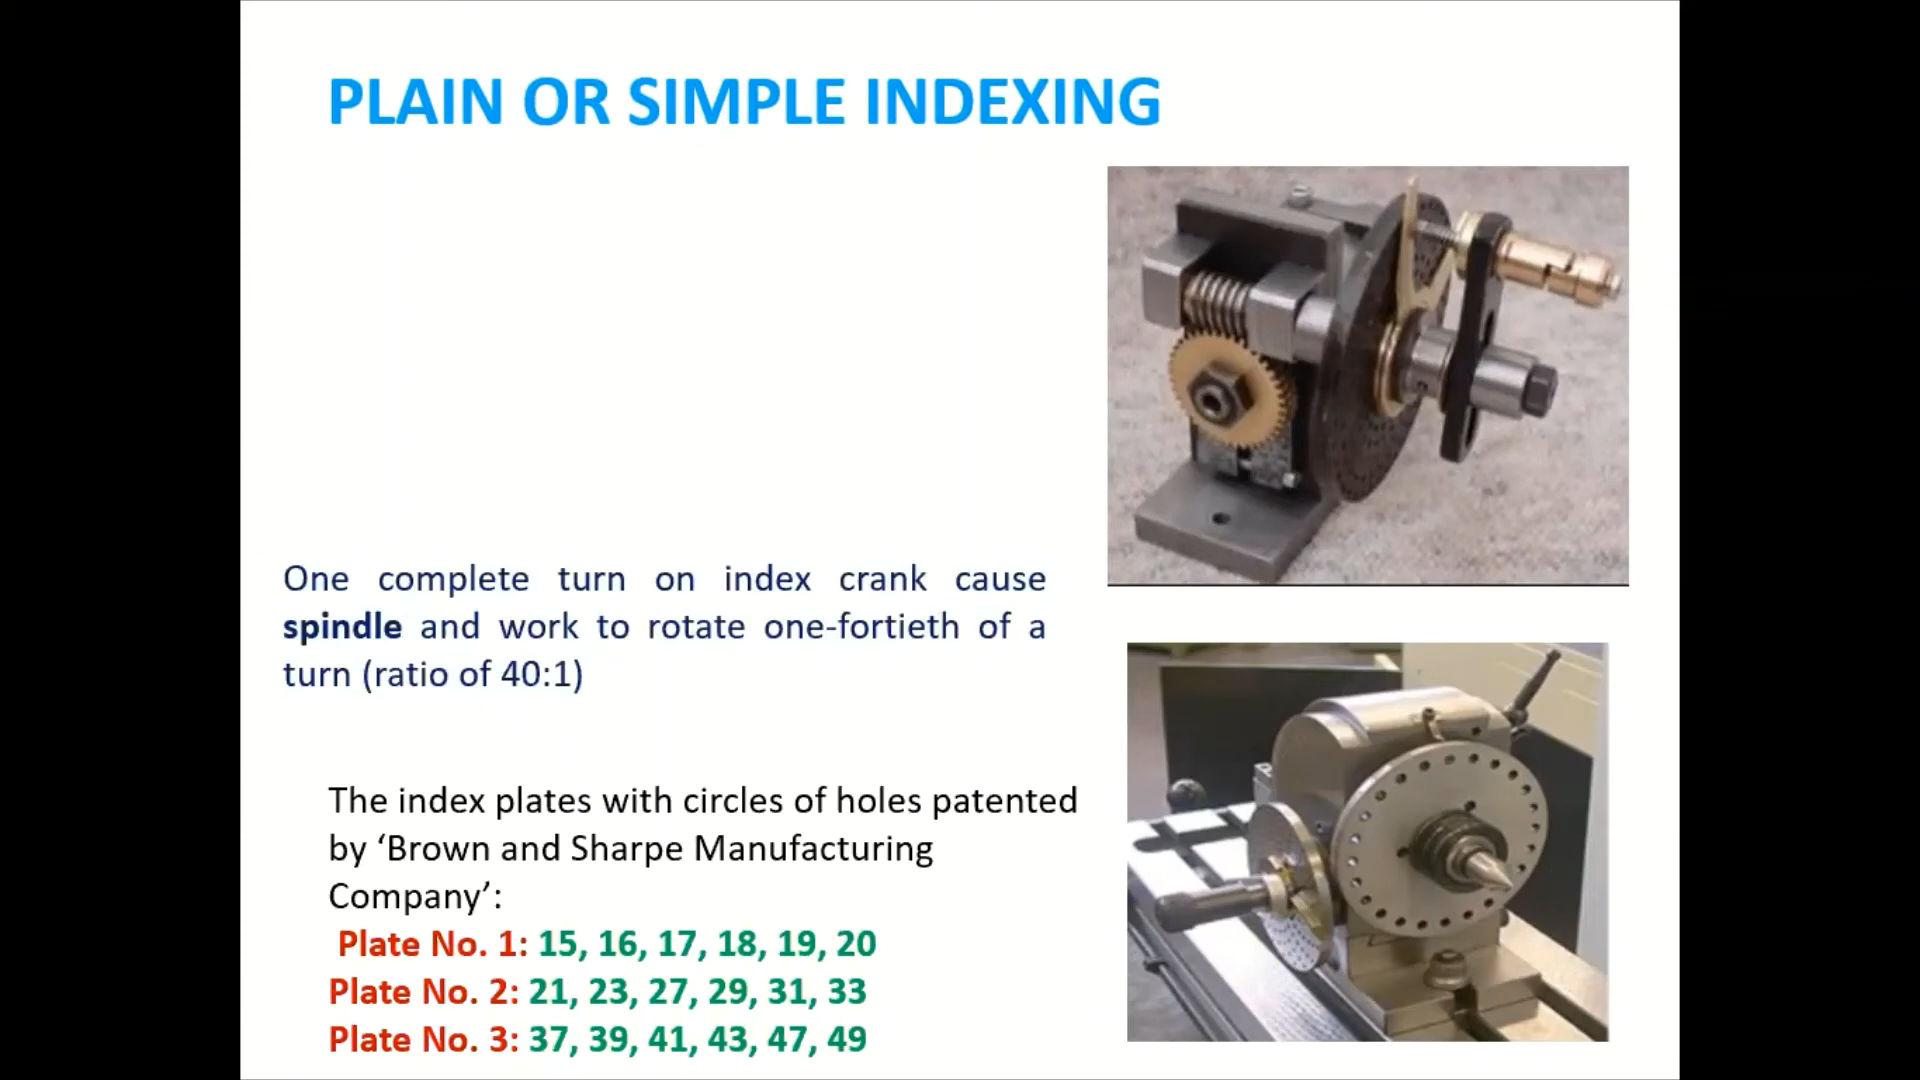 PLAIN OR SIMPLE INDEXING
One complete turn on index crank cause
spindle and work to rotate one-fortieth of a
turn (ratio of 40:1)
The index plates with circles of holes patented
by ‘Brown and Sharpe Manufacturing
Company’:
Plate No. 1: 15, 16, 17, 18, 19, 20
Plate No. 2: 21, 23, 27, 29, 31, 33
Plate No. 3: 37, 39, 41, 43, 47, 49